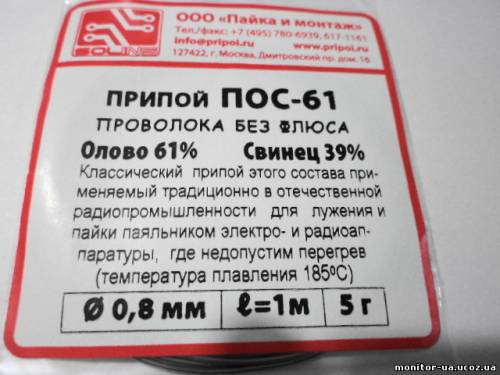 ООО «Пайка и монтаж»
Тел./факс: +7 (495) 780-6939, 617-1161
info@pripoi.ru www.pripoi.ru
127422, г. Москва, Дмитровский пр. дом. 16
SOLINS
ПРИПОЙ ПОС-61
ПРОВОЛОКА БЕЗ ФЛЮСА
Олово 61% Свинец 39%
Классический припой этого состава при-
меняемый традиционно в отечественной
радиопромышленности для лужения и
пайки паяльником электро- и радиоап-
паратуры, где недопустим перегрев
(температура плавления 185⁰С)
Ø 0,8 мм ℓ=1м 5 г
monitor-ua.ucoz.ua